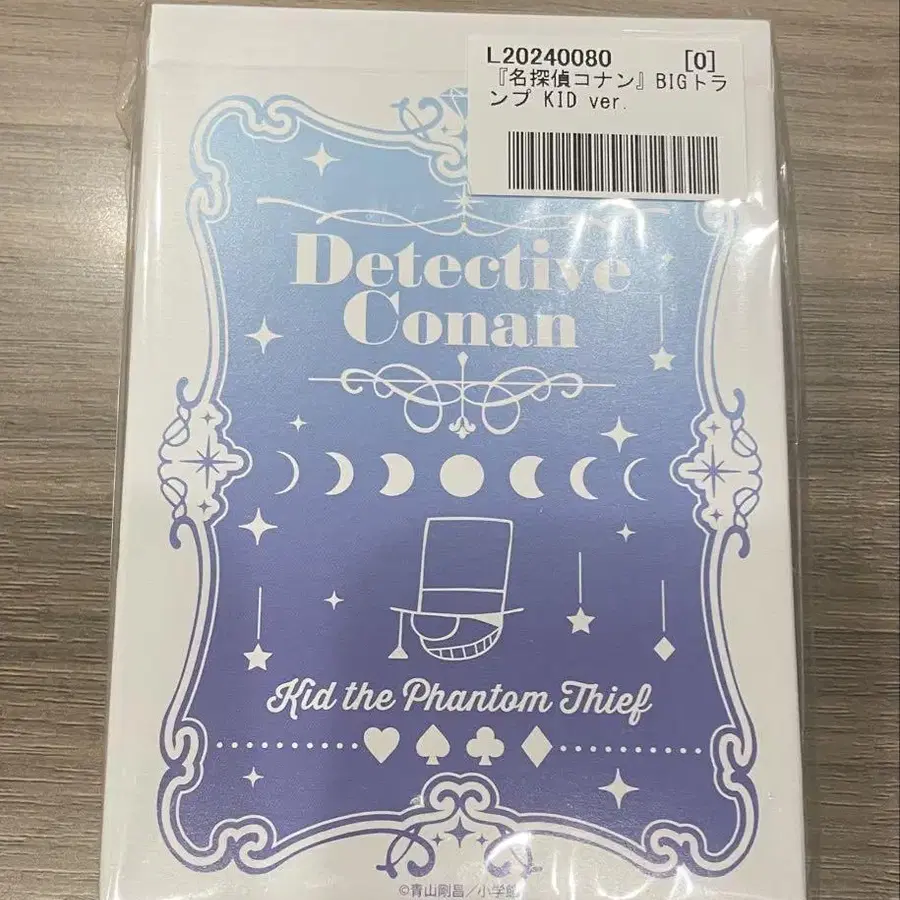 L20240080 [0]
『名探偵コナン』BIGトラ
ンプ KID ver.
Detective
Conan
Kid the Phantom Thief
©青山剛昌／小学館